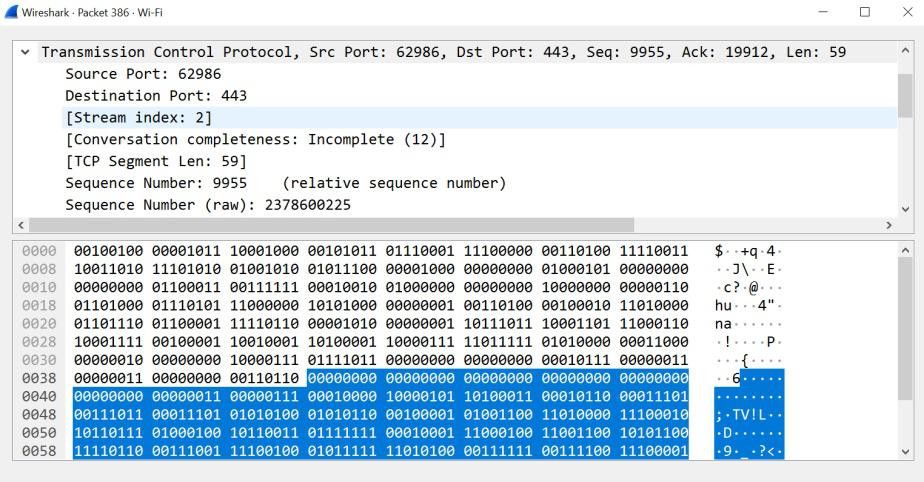 Wireshark · Packet 386 · Wi-Fi
Transmission Control Protocol, Src Port: 62986, Dst Port: 443, Seq: 9955, Ack: 19912, Len: 59
Source Port: 62986
Destination Port: 443
[Stream index: 2]
[Conversation completeness: Incomplete (12)]
[TCP Segment Len: 59]
Sequence Number: 9955    (relative sequence number)
Sequence Number (raw): 2378600225
0000 00100100 00001011 10001000 00101011 01110001 11100000 00110100 11110011 $··+q·4·
0008 10011010 11101010 01001010 01011100 00001000 00000000 01000101 00000000 ··J\··E·
0010 00000000 01100011 00111111 00010010 01000000 00000000 10000000 00000110 ·c?·@···
0018 01101000 01110101 11000000 10101000 00000001 00110100 00100010 11010000 hu···4"·
0020 01101110 01100001 11110110 00001010 00000001 10111011 10001101 11000110 na······
0028 10001111 00100001 10010001 10100001 10000111 11011111 01010000 00011000 ·!····P·
0030 00000010 00000000 10000111 01111011 00000000 00000000 00010111 00000011 ···{····
0038 00000011 00000000 00110110 00000000 00000000 00000000 00000000 00000000 ··6·····
0040 00000000 00000011 00000111 00010000 10000101 10100011 00010110 00011101 ········
0048 00111011 00011101 01010100 01010110 00100001 01001100 11010000 11100010 ;·TV!L··
0050 10110111 01000100 10110011 01111111 00010001 11000100 11001100 10101100 ·D······
0058 11110110 00111001 11100100 01011111 11010100 00111111 00111100 11100001 ·9·_·?<·